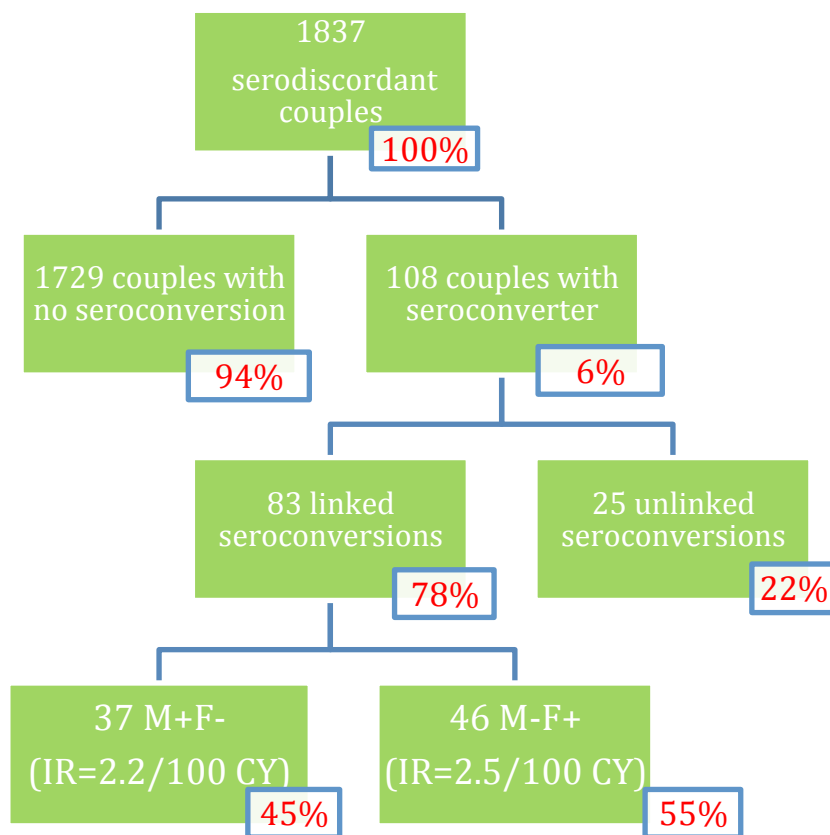 1837
serodiscordant
couples
100%
1729 couples with
no seroconversion
94%
108 couples with
seroconverter
6%
83 linked
seroconversions
78%
25 unlinked
seroconversions
22%
37 M+F-
(IR=2.2/100 CY)
45%
46 M-F+
(IR=2.5/100 CY)
55%